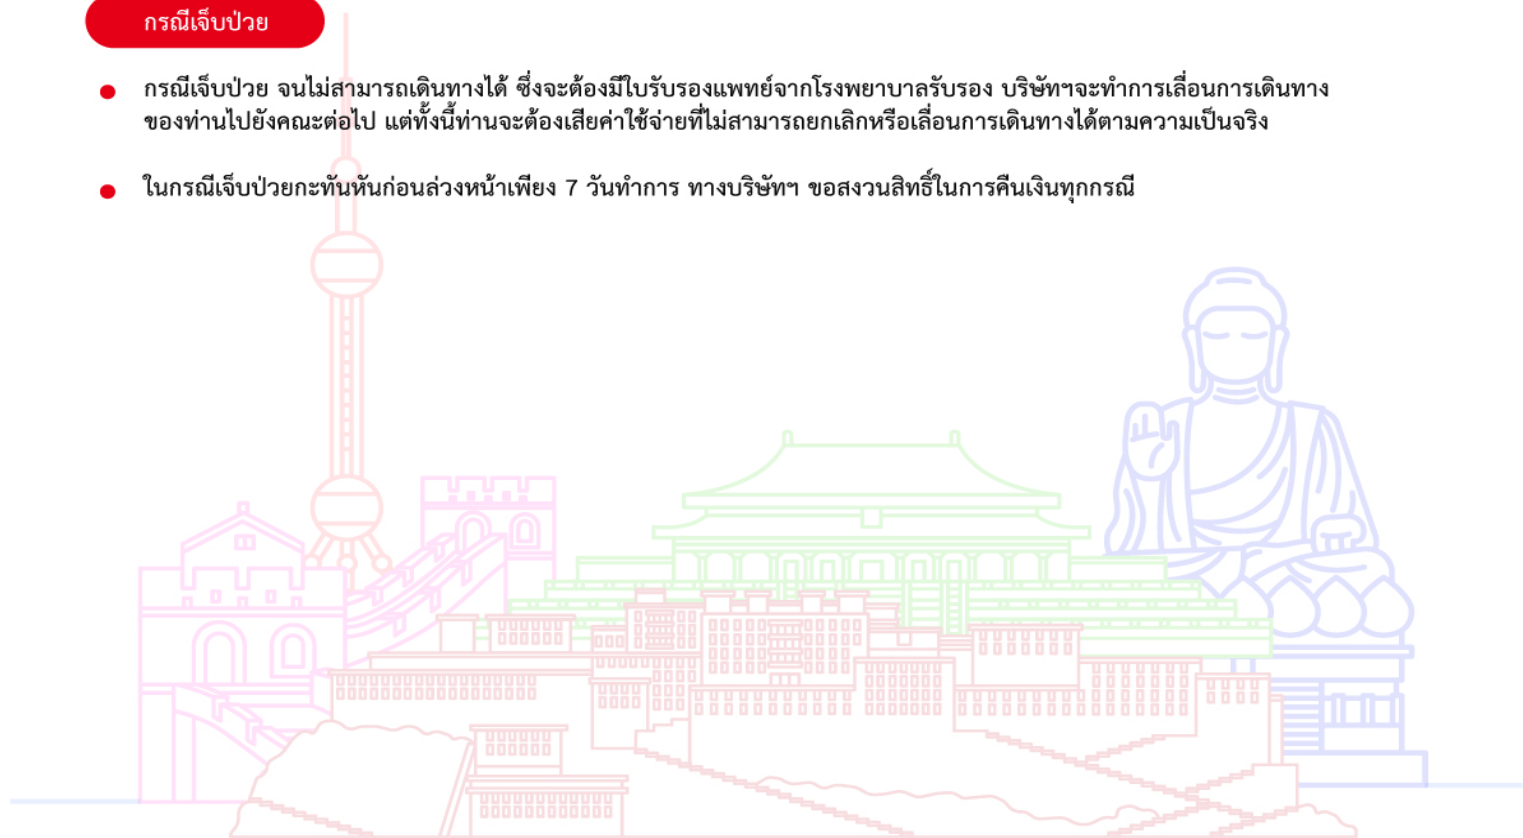 กรณีเจ็บป่วย
กรณีเจ็บป่วย จนไม่สามารถเดินทางได้ ซึ่งจะต้องมีใบรับรองแพทย์จากโรงพยาบาลรับรอง บริษัทฯจะทำการเลื่อนการเดินทาง
ของท่านไปยังคณะต่อไป แต่ทั้งนี้ท่านจะต้องเสียค่าใช้จ่ายที่ไม่สามารถยกเลิกหรือเลื่อนการเดินทางได้ตามความเป็นจริง
ในกรณีเจ็บป่วยกะทันหันก่อนล่วงหน้าเพียง 7 วันทำการ ทางบริษัทฯ ขอสงวนสิทธิ์ในการคืนเงินทุกกรณี